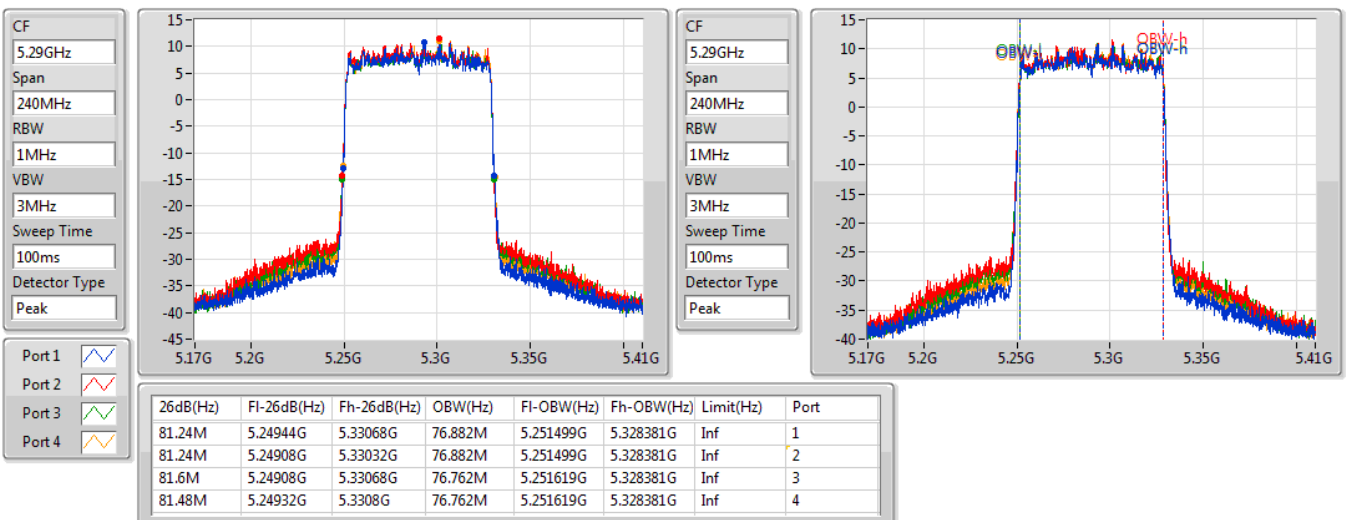 CF
5.29GHz
Span
240MHz
RBW
1MHz
VBW
3MHz
Sweep Time
100ms
Detector Type
Peak
15
10
5
0
-5
-10
-15
-20
-25
-30
-35
-40
-45
5.17G 5.2G 5.25G 5.3G 5.35G 5.41G
CF
5.29GHz
Span
240MHz
RBW
1MHz
VBW
3MHz
Sweep Time
100ms
Detector Type
Peak
15
10
5
0
-5
-10
-15
-20
-25
-30
-35
-40
OBW-h
OBW-h
5.17G 5.2G 5.25G 5.3G 5.35G 5.41G
Port 1
Port 2
Port 3
Port 4
26dB(Hz) Fl-26dB(Hz) Fh-26dB(Hz) OBW(Hz) Fl-OBW(Hz) Fh-OBW(Hz) Limit(Hz) Port
81.24M 5.24944G 5.33068G 76.882M 5.251499G 5.328381G Inf 1
81.24M 5.24908G 5.33032G 76.882M 5.251499G 5.328381G Inf 2
81.6M 5.24908G 5.33068G 76.762M 5.251619G 5.328381G Inf 3
81.48M 5.24932G 5.3308G 76.762M 5.251619G 5.328381G Inf 4